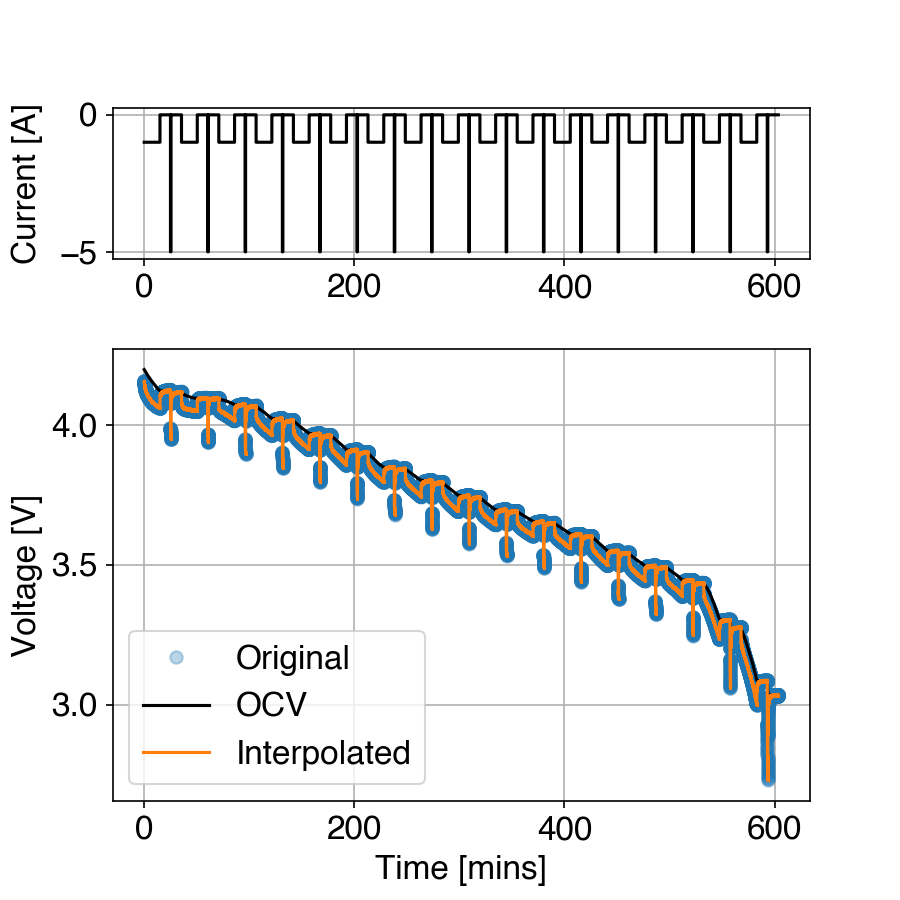 Current [A]
0
−5
0 200 400 600
Voltage [V]
4.0
3.5
3.0
Original
OCV
Interpolated
0 200 400 600
Time [mins]